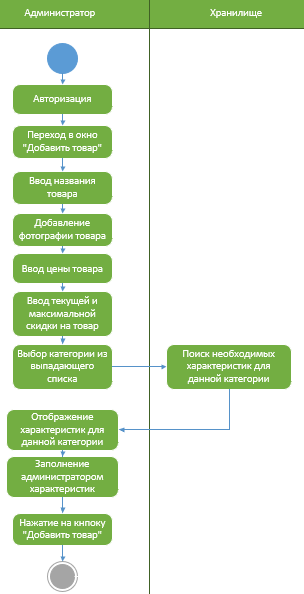 Администратор
Хранилище
Авторизация
Переход в окно
"Добавить товар"
Ввод названия
товара
Добавление
фотографии товара
Ввод цены товара
Ввод текущей и
максимальной
скидки на товар
Выбор категории из
выпадающего
списка
Поиск необходимых
характеристик для
данной категории
Отображение
характеристик для
данной категории
Заполнение
администратором
характеристик
Нажатие на кнпоку
"Добавить товар"